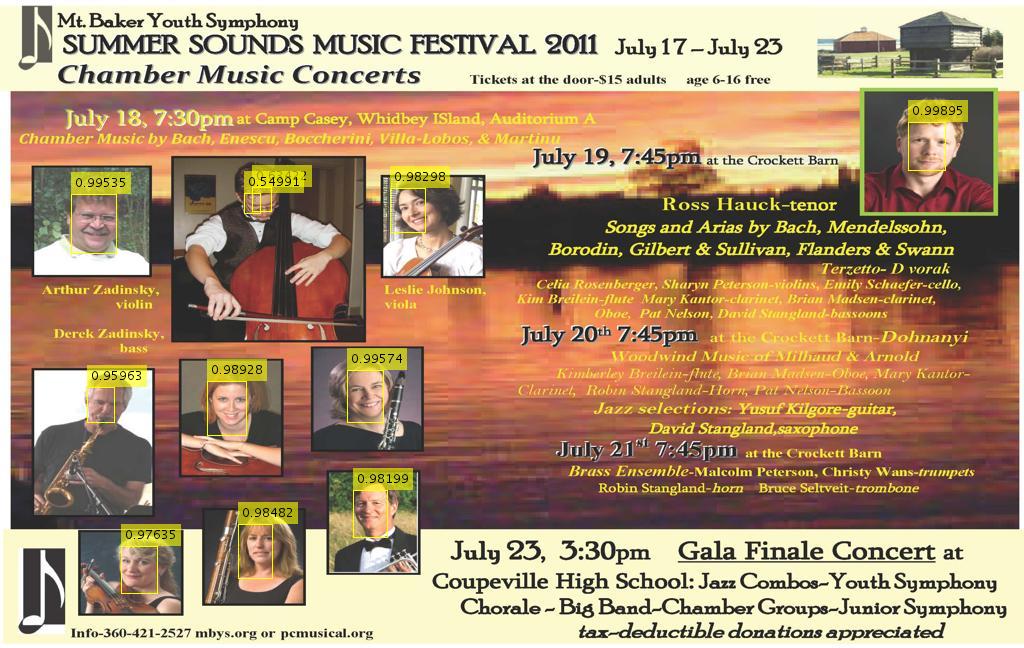 Mt. Baker Youth Symphony
SUMMER SOUNDS MUSIC FESTIVAL 2011 July 17 – July 23
Chamber Music Concerts Tickets at the door-$15 adults age 6-16 free
July 18, 7:30pm at Camp Casey, Whidbey ISland, Auditorium A
Chamber Music by Bach, Enescu, Boccherini, Villa-Lobos, & Martinu
0.99895
July 19, 7:45pm at the Crockett Barn
0.99535
0.54991
0.98298
Ross Hauck-tenor
Songs and Arias by Bach, Mendelssohn,
Borodin, Gilbert & Sullivan, Flanders & Swann
Terzetto- D vorak
Celia Rosenberger, Sharyn Peterson-violins, Emily Schaefer-cello,
Kim Breilein-flute Mary Kantor-clarinet, Brian Madsen-clarinet,
Oboe, Pat Nelson, David Stangland-bassoons
Arthur Zadinsky,
violin
Leslie Johnson,
viola
Derek Zadinsky,
bass
July 20th 7:45pm at the Crockett Barn-Dohnanyi
Woodwind Music of Milhaud & Arnold
Kimberley Breilein-flute, Brian Madsen-Oboe, Mary Kantor-
Clarinet, Robin Stangland-Horn, Pat Nelson-Bassoon
Jazz selections: Yusuf Kilgore-guitar,
David Stangland,saxophone
0.95963
0.98928
0.99574
July 21st 7:45pm at the Crockett Barn
Brass Ensemble-Malcolm Peterson, Christy Wans-trumpets
Robin Stangland-horn Bruce Seltveit-trombone
0.98199
0.98482
0.97635
July 23, 3:30pm Gala Finale Concert at
Coupeville High School: Jazz Combos-Youth Symphony
Chorale - Big Band-Chamber Groups-Junior Symphony
tax-deductible donations appreciated
Info-360-421-2527 mbys.org or pcmusical.org